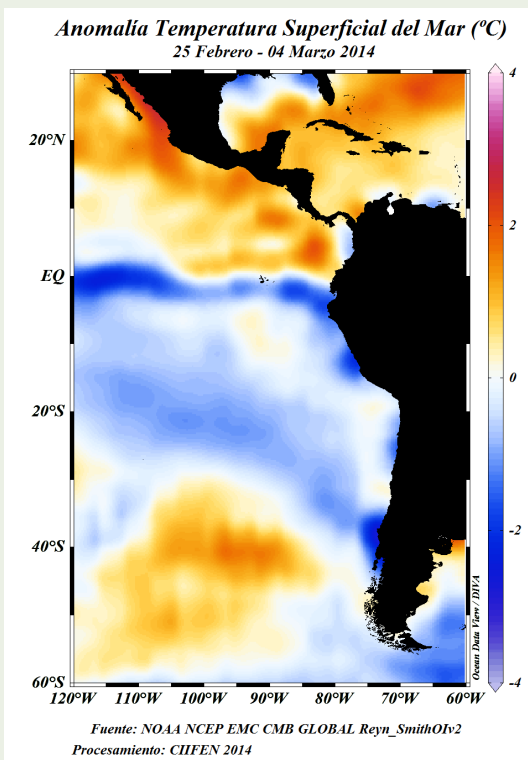 Anomalía Temperatura Superficial del Mar (ºC)
25 Febrero - 04 Marzo 2014
4
20°N
2
EQ
0
20°S
-2
40°S
Ocean Data View / DIVA
60°S
-4
120°W 110°W 100°W 90°W 80°W 70°W 60°W
Fuente: NOAA NCEP EMC CMB GLOBAL Reyn_SmithOIv2
Procesamiento: CIIFEN 2014